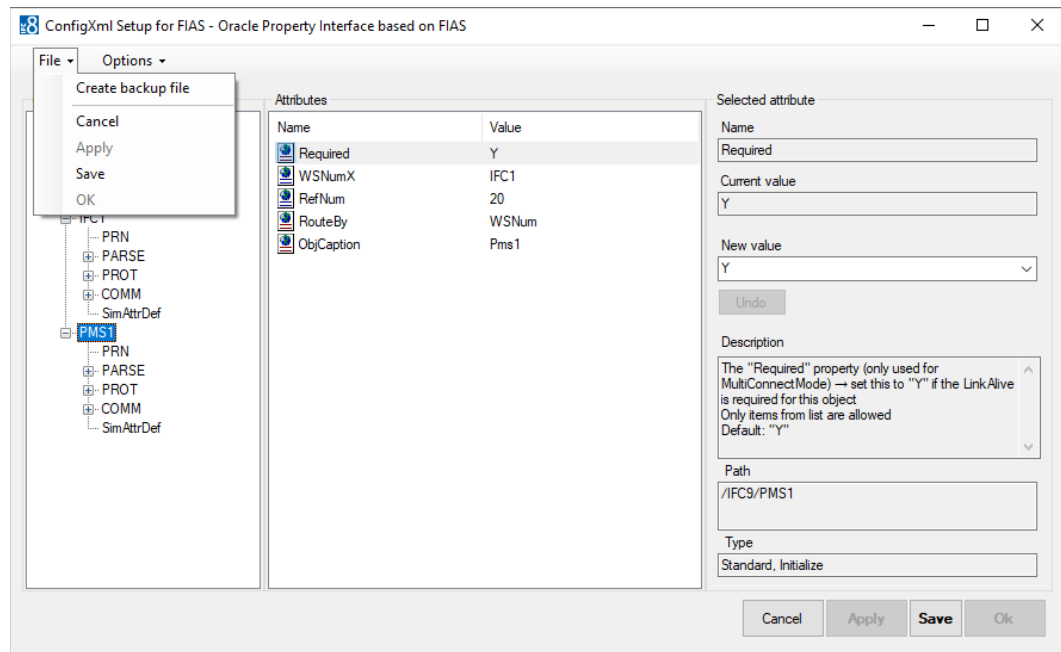 ConfigXml Setup for FIAS - Oracle Property Interface based on FIAS
File Options
Create backup file
Cancel
Apply
Save
OK
IFC1
PRN
PARSE
PROT
COMM
SimAttrDef
PMS1
PRN
PARSE
PROT
COMM
SimAttrDef
Attributes
Name Value
Required Y
WSNumX IFC1
RefNum 20
RouteBy WSNum
ObjCaption Pms1
Selected attribute
Name
Required
Current value
Y
New value
Y
Undo
Description
The "Required" property (only used for
MultiConnectMode) → set this to "Y" if the LinkAlive
is required for this object
Only items from list are allowed
Default: "Y"
Path
/IFC9/PMS1
Type
Standard, Initialize
Cancel Apply Save Ok